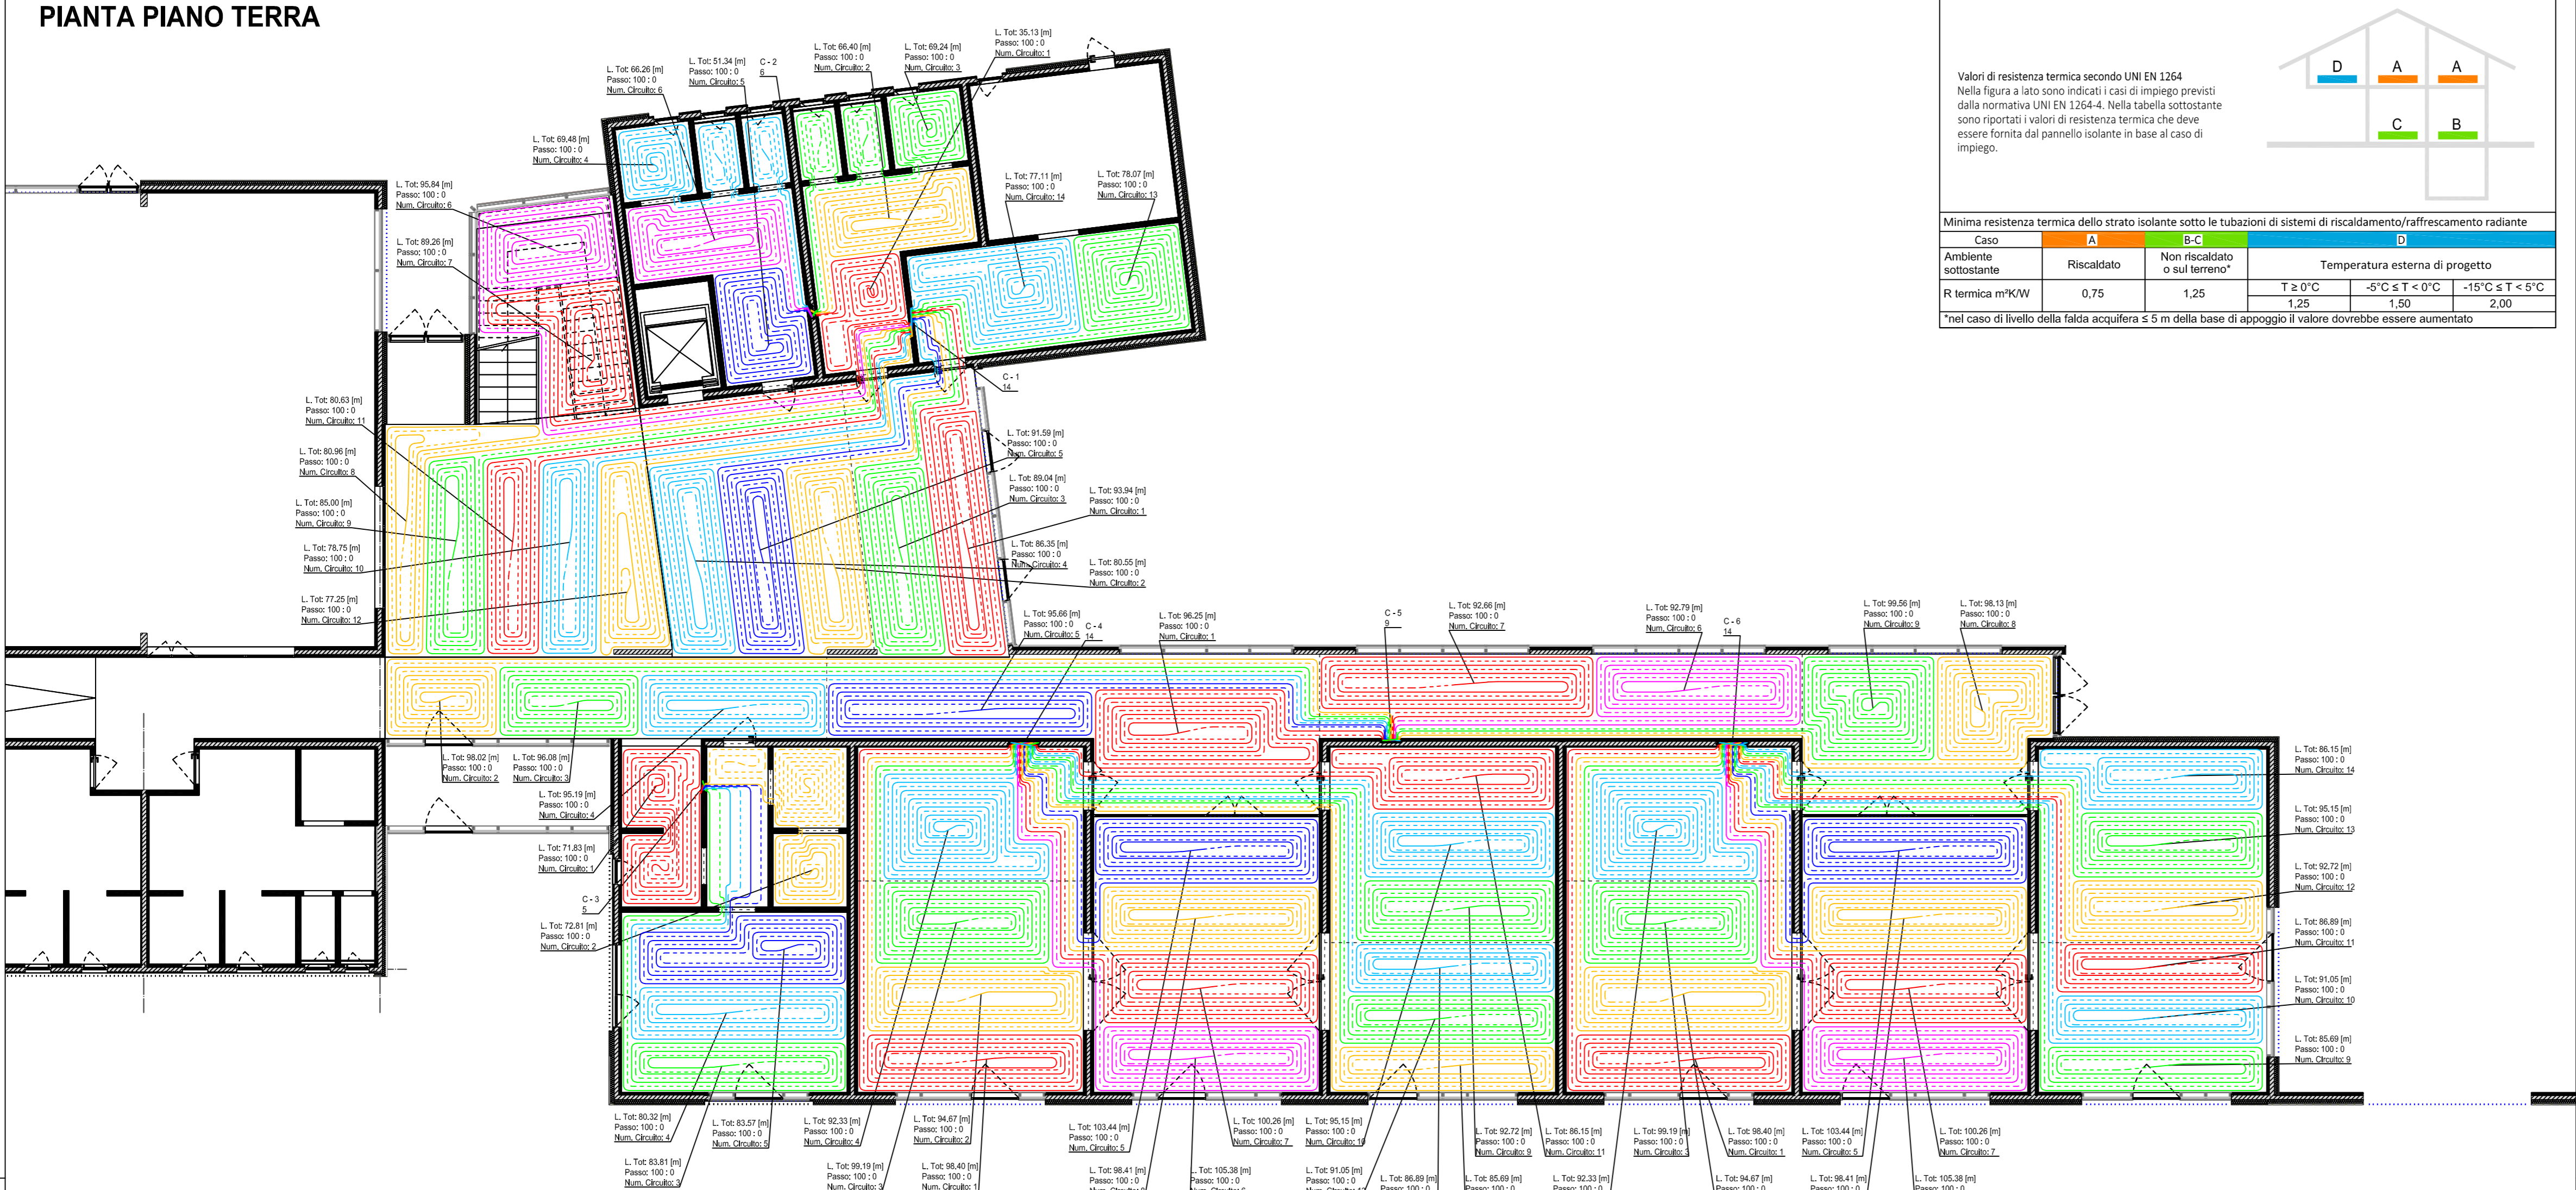 PIANTA PIANO TERRA
L. Tot: 66.26 [m]
Passo: 100 : 0
Num. Circuito: 6
L. Tot: 51.34 [m]
Passo: 100 : 0
Num. Circuito: 5
C - 2
6
L. Tot: 66.40 [m]
Passo: 100 : 0
Num. Circuito: 2
L. Tot: 69.24 [m]
Passo: 100 : 0
Num. Circuito: 3
L. Tot: 35.13 [m]
Passo: 100 : 0
Num. Circuito: 1
L. Tot: 69.48 [m]
Passo: 100 : 0
Num. Circuito: 4
L. Tot: 95.84 [m]
Passo: 100 : 0
Num. Circuito: 6
L. Tot: 89.26 [m]
Passo: 100 : 0
Num. Circuito: 7
L. Tot: 77.11 [m]
Passo: 100 : 0
Num. Circuito: 14
L. Tot: 78.07 [m]
Passo: 100 : 0
Num. Circuito: 13
C - 1
14
Valori di resistenza termica secondo UNI EN 1264
Nella figura a lato sono indicati i casi di impiego previsti
dalla normativa UNI EN 1264-4. Nella tabella sottostante
sono riportati i valori di resistenza termica che deve
essere fornita dal pannello isolante in base al caso di
impiego.
D
A
A
C
B
Minima resistenza termica dello strato isolante sotto le tubazioni di sistemi di riscaldamento/raffrescamento radiante
Caso A B-C D
Ambiente sottostante Riscaldato Non riscaldato o sul terreno* Temperatura esterna di progetto
R termica m²K/W 0,75 1,25 T ≥ 0°C -5°C ≤ T < 0°C -15°C ≤ T < 5°C
1,25 1,50 2,00
*nel caso di livello della falda acquifera ≤ 5 m della base di appoggio il valore dovrebbe essere aumentato
L. Tot: 80.63 [m]
Passo: 100 : 0
Num. Circuito: 11
L. Tot: 80.96 [m]
Passo: 100 : 0
Num. Circuito: 8
L. Tot: 85.00 [m]
Passo: 100 : 0
Num. Circuito: 9
L. Tot: 78.75 [m]
Passo: 100 : 0
Num. Circuito: 10
L. Tot: 77.25 [m]
Passo: 100 : 0
Num. Circuito: 12
L. Tot: 91.59 [m]
Passo: 100 : 0
Num. Circuito: 5
L. Tot: 89.04 [m]
Passo: 100 : 0
Num. Circuito: 3
L. Tot: 93.94 [m]
Passo: 100 : 0
Num. Circuito: 1
L. Tot: 86.35 [m]
Passo: 100 : 0
Num. Circuito: 4
L. Tot: 80.55 [m]
Passo: 100 : 0
Num. Circuito: 2
L. Tot: 95.66 [m]
Passo: 100 : 0
Num. Circuito: 5
C - 4
14
L. Tot: 96.25 [m]
Passo: 100 : 0
Num. Circuito: 1
C - 5
9
L. Tot: 92.66 [m]
Passo: 100 : 0
Num. Circuito: 7
L. Tot: 92.79 [m]
Passo: 100 : 0
Num. Circuito: 6
C - 6
14
L. Tot: 99.56 [m]
Passo: 100 : 0
Num. Circuito: 9
L. Tot: 98.13 [m]
Passo: 100 : 0
Num. Circuito: 8
L. Tot: 98.02 [m]
Passo: 100 : 0
Num. Circuito: 2
L. Tot: 96.08 [m]
Passo: 100 : 0
Num. Circuito: 3
L. Tot: 95.19 [m]
Passo: 100 : 0
Num. Circuito: 4
L. Tot: 71.83 [m]
Passo: 100 : 0
Num. Circuito: 1
C - 3
5
L. Tot: 72.81 [m]
Passo: 100 : 0
Num. Circuito: 2
L. Tot: 86.15 [m]
Passo: 100 : 0
Num. Circuito: 14
L. Tot: 95.15 [m]
Passo: 100 : 0
Num. Circuito: 13
L. Tot: 92.72 [m]
Passo: 100 : 0
Num. Circuito: 12
L. Tot: 86.89 [m]
Passo: 100 : 0
Num. Circuito: 11
L. Tot: 91.05 [m]
Passo: 100 : 0
Num. Circuito: 10
L. Tot: 85.69 [m]
Passo: 100 : 0
Num. Circuito: 9
L. Tot: 80.32 [m]
Passo: 100 : 0
Num. Circuito: 4
L. Tot: 83.57 [m]
Passo: 100 : 0
Num. Circuito: 5
L. Tot: 92.33 [m]
Passo: 100 : 0
Num. Circuito: 4
L. Tot: 94.67 [m]
Passo: 100 : 0
Num. Circuito: 2
L. Tot: 103.44 [m]
Passo: 100 : 0
Num. Circuito: 5
L. Tot: 100.26 [m]
Passo: 100 : 0
Num. Circuito: 7
L. Tot: 95.15 [m]
Passo: 100 : 0
Num. Circuito: 10
L. Tot: 92.72 [m]
Passo: 100 : 0
Num. Circuito: 9
L. Tot: 86.15 [m]
Passo: 100 : 0
Num. Circuito: 11
L. Tot: 99.19 [m]
Passo: 100 : 0
Num. Circuito: 3
L. Tot: 98.40 [m]
Passo: 100 : 0
Num. Circuito: 1
L. Tot: 103.44 [m]
Passo: 100 : 0
Num. Circuito: 5
L. Tot: 100.26 [m]
Passo: 100 : 0
Num. Circuito: 7
L. Tot: 83.81 [m]
Passo: 100 : 0
Num. Circuito: 3
L. Tot: 99.19 [m]
Passo: 100 : 0
Num. Circuito: 3
L. Tot: 98.40 [m]
Passo: 100 : 0
Num. Circuito: 1
L. Tot: 98.41 [m]
Passo: 100 : 0
L. Tot: 105.38 [m]
Passo: 100 : 0
L. Tot: 91.05 [m]
Passo: 100 : 0
L. Tot: 86.89 [m]
Passo: 100 : 0
L. Tot: 85.69 [m]
Passo: 100 : 0
L. Tot: 92.33 [m]
Passo: 100 : 0
L. Tot: 94.67 [m]
Passo: 100 : 0
L. Tot: 98.41 [m]
Passo: 100 : 0
L. Tot: 105.38 [m]
Passo: 100 : 0